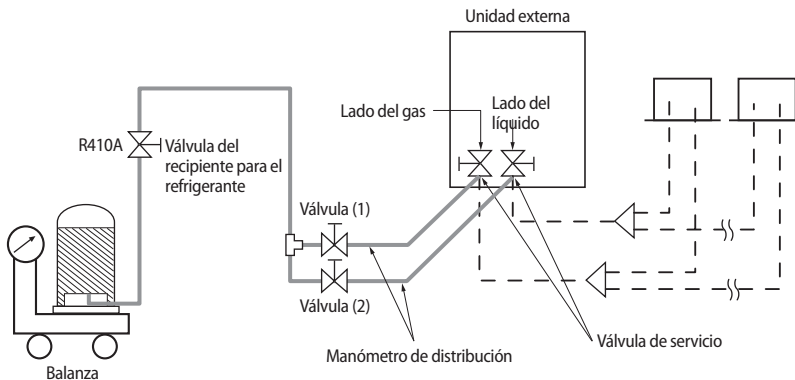 Unidad externa
Lado del gas
Lado del
líquido
R410A
Válvula del
recipiente para el
refrigerante
Válvula (1)
Válvula (2)
Manómetro de distribución
Válvula de servicio
Balanza